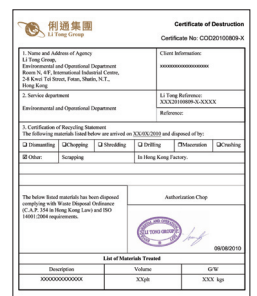 俐通集團
Li Tong Group
Certificate of Destruction
Certificate No: COD20100809-X
1. Name and Address of Agency
Li Tong Group,
Environmental and Operational Department
Room N, 4/F, International Industrial Centre,
2-8 Kwei Tei Street, Fotan, Shatin, N.T.,
Hong Kong
Client Information:
XXXXXXXXXXXXXXXXXXXX
2. Service department
Environmental and Operational Department
Li Tong Reference:
XXX20100809-X-XXXX
Reference:
3. Certification of Recycling Statement
The following materials listed below are arrived on XX/0X/2010 and disposed of by:
☐ Dismantling ☐Chopping ☐ Shredding ☐ Drilling ☐Maceration ☐Crushing
☑ Other: Scrapping In Hong Kong Factory.
The below listed materials has been disposed
complying with Waste Disposal Ordinance
(C.A.P. 354 in Hong Kong Law) and ISO
14001:2004 requirements.
Authorization Chop
LI TONG GROUP
09/08/2010
List of Materials Treated
Description Volume G/W
XXXXXXXXXXXXX XXplt XXX kgs